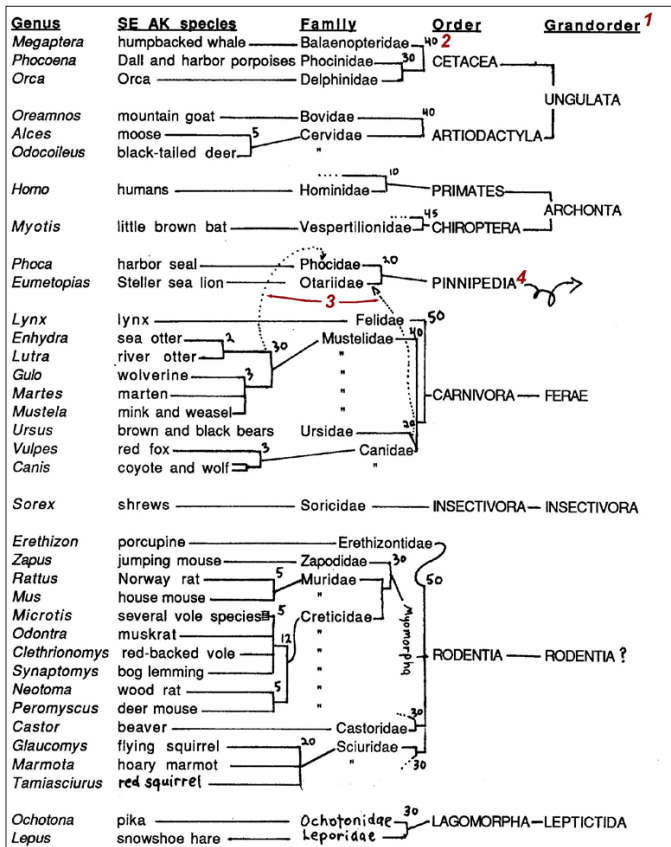 Genus SE AK species Family Order Grandorder 1
Megaptera humpbacked whale Balaenopteridae 40 2
Phocoena Dall and harbor porpoises Phocinidae 30 CETACEA
Orca Orca Delphinidae
UNGULATA
Oreamnos mountain goat Bovidae 40
Alces moose 5 Cervidae ARTIODACTYLA
Odocoileus black-tailed deer "
Homo humans Hominidae 10 PRIMATES
ARCHONTA
Myotis little brown bat Vespertilionidae 45 CHIROPTERA
Phoca harbor seal Phocidae 20
Eumetopias Steller sea lion Otariidae PINNIPEDIA 4
3
Lynx lynx Felidae 50
Enhydra sea otter 2 Mustelidae 40
Lutra river otter 30 "
Gulo wolverine 3 "
Martes marten " CARNIVORA FERAE
Mustela mink and weasel "
Ursus brown and black bears Ursidae 20
Vulpes red fox 3 Canidae
Canis coyote and wolf "
Sorex shrews Soricidae INSECTIVORA INSECTIVORA
Erethizon porcupine Erethizontidae
Zapus jumping mouse Zapodidae 30
Rattus Norway rat 5 Muridae 50
Mus house mouse "
Microtis several vole species 5 Creticidae Myomorpha
Odontra muskrat "
Clethrionomys red-backed vole 12 " RODENTIA RODENTIA ?
Synaptomys bog lemming "
Neotoma wood rat 5 "
Peromyscus deer mouse "
Castor beaver Castoridae 30
Glaucomys flying squirrel 20 Sciuridae
Marmota hoary marmot " 30
Tamiasciurus red squirrel
Ochotona pika Ochotonidae 30 LAGOMORPHA LEPTICTIDA
Lepus snowshoe hare Leporidae